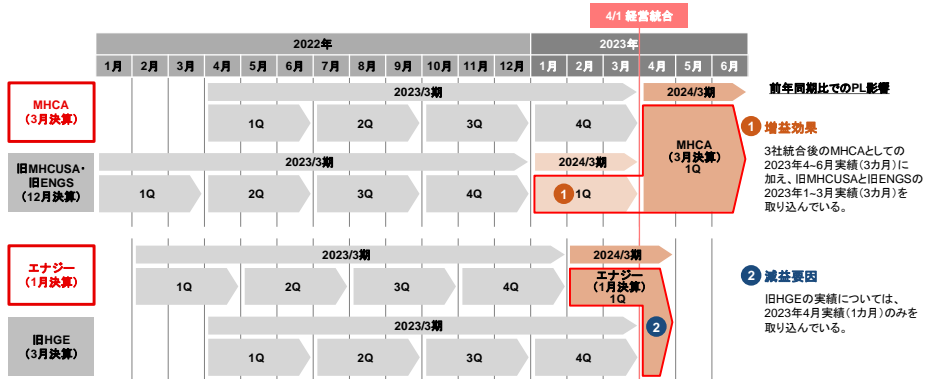 4/1 経営統合
2022年
2023年
1月 2月 3月 4月 5月 6月 7月 8月 9月 10月 11月 12月 1月 2月 3月 4月 5月 6月
MHCA
(3月決算)
2023/3期
2024/3期
1Q 2Q 3Q 4Q
MHCA
(3月決算)
1Q
旧MHCUSA・
旧ENGS
(12月決算)
2023/3期
2024/3期
1Q 2Q 3Q 4Q
1 1Q
エナジー
(1月決算)
2023/3期
2024/3期
1Q 2Q 3Q 4Q
エナジー
(1月決算)
1Q
旧HGE
(3月決算)
2023/3期
1Q 2Q 3Q 4Q
2
前年同期比でのPL影響
1 増益効果
3社統合後のMHCAとしての
2023年4~6月実績(3カ月)に
加え、旧MHCUSAと旧ENGSの
2023年1~3月実績(3カ月)を
取り込んでいる。
2 減益要因
旧HGEの実績については、
2023年4月実績(1カ月)のみを
取り込んでいる。